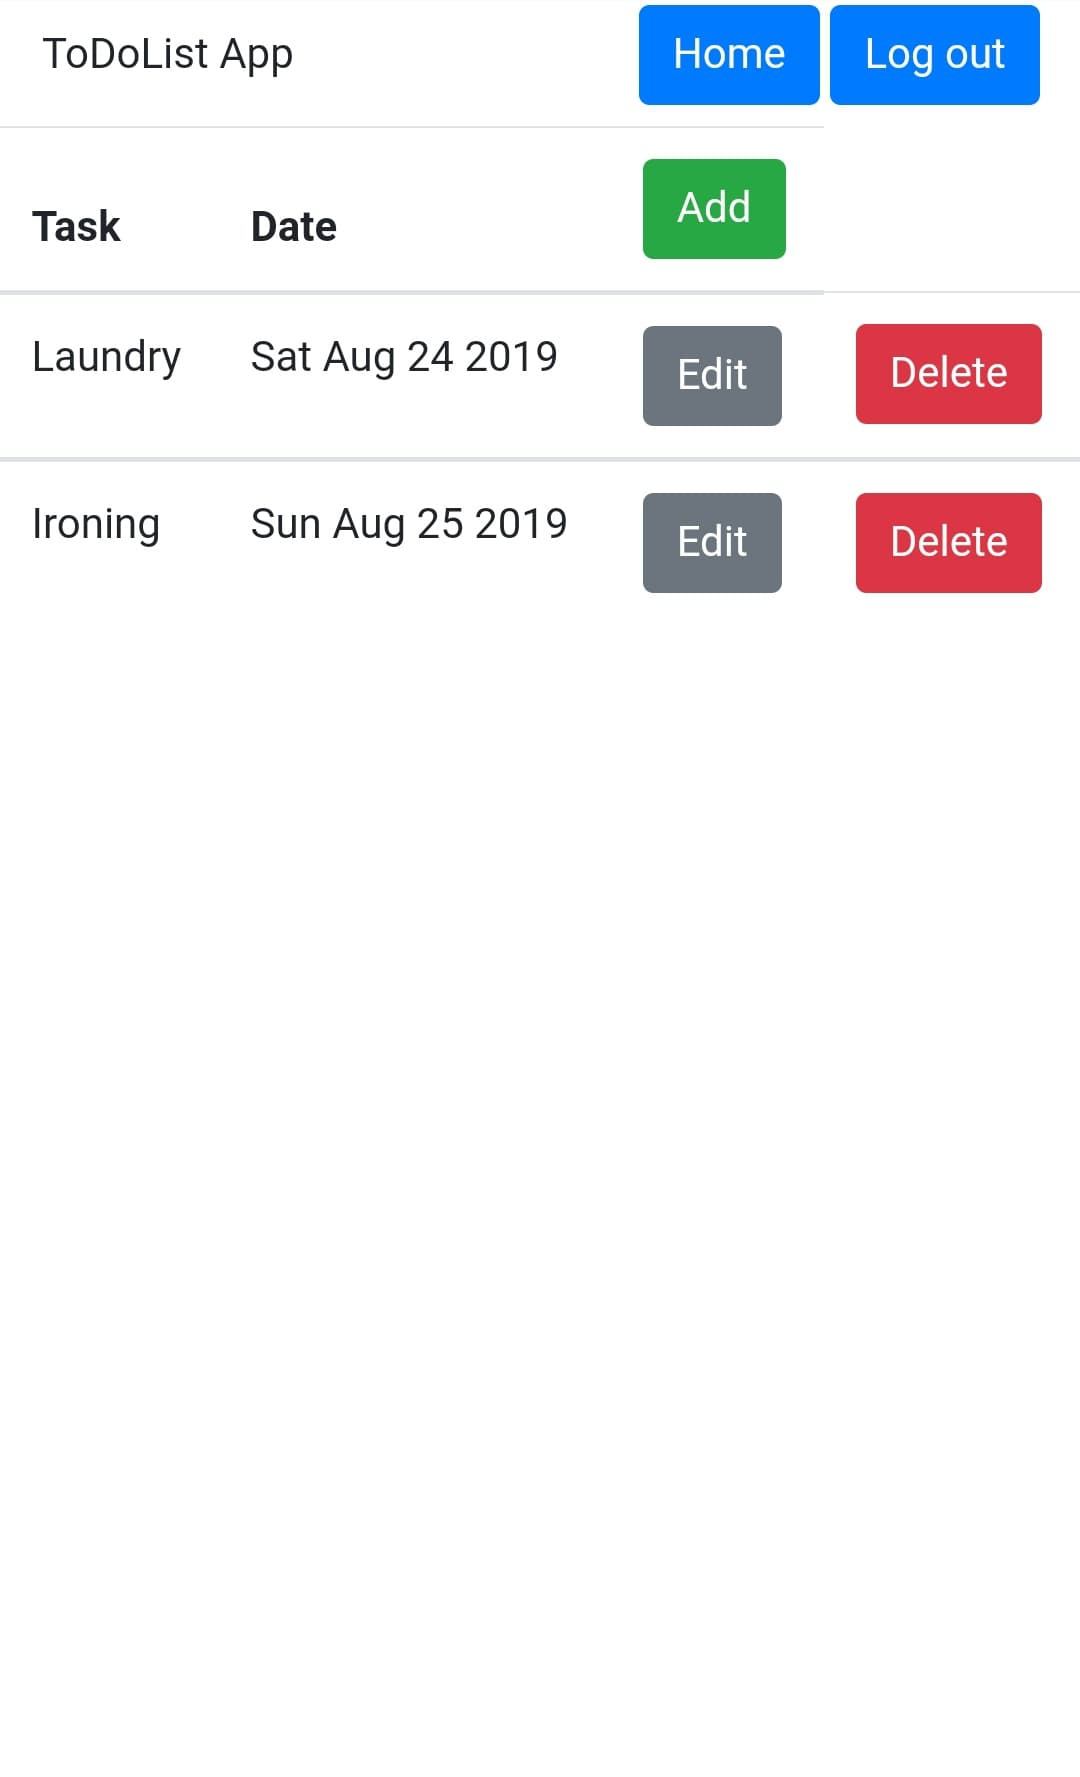 ToDoList App Home Log out
Task Date Add
Laundry Sat Aug 24 2019 Edit Delete
Ironing Sun Aug 25 2019 Edit Delete